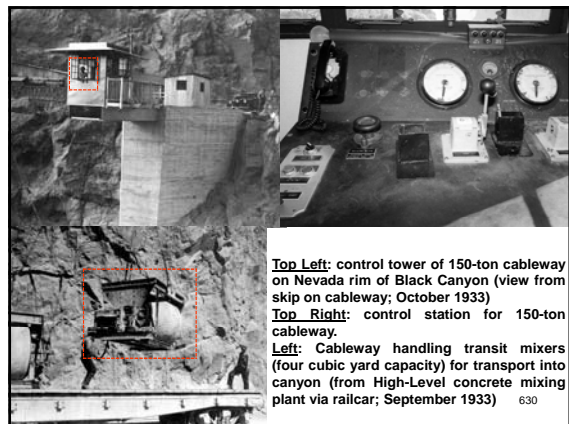 Top Left: control tower of 150-ton cableway
on Nevada rim of Black Canyon (view from
skip on cableway; October 1933)
Top Right: control station for 150-ton
cableway.
Left: Cableway handling transit mixers
(four cubic yard capacity) for transport into
canyon (from High-Level concrete mixing
plant via railcar; September 1933) 630